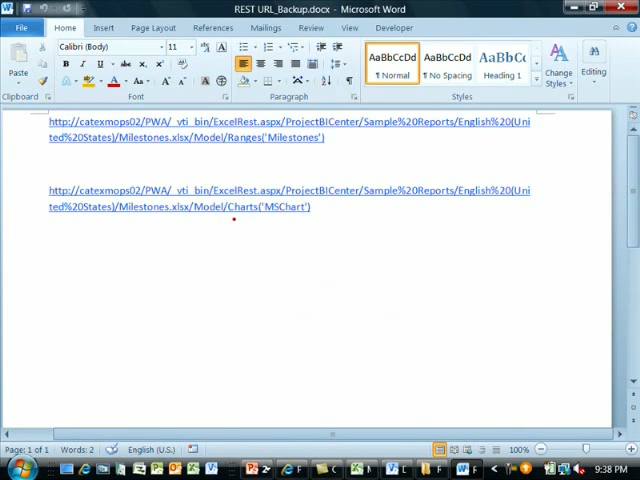 REST URL_Backup.docx - Microsoft Word
File Home Insert Page Layout References Mailings Review View Developer
Paste
Clipboard
Calibri (Body) 11
B I U abc
Font
Paragraph
AaBbCcDd AaBbCcDd AaBbCc
¶ Normal ¶ No Spacing Heading 1
Change Styles
Styles
Editing
http://catexmops02/PWA/_vti_bin/ExcelRest.aspx/ProjectBICenter/Sample%20Reports/English%20(Uni
ted%20States)/Milestones.xlsx/Model/Ranges('Milestones')
http://catexmops02/PWA/_vti_bin/ExcelRest.aspx/ProjectBICenter/Sample%20Reports/English%20(Uni
ted%20States)/Milestones.xlsx/Model/Charts('MSChart')
Page: 1 of 1 Words: 2 English (U.S.) 100%
9:38 PM